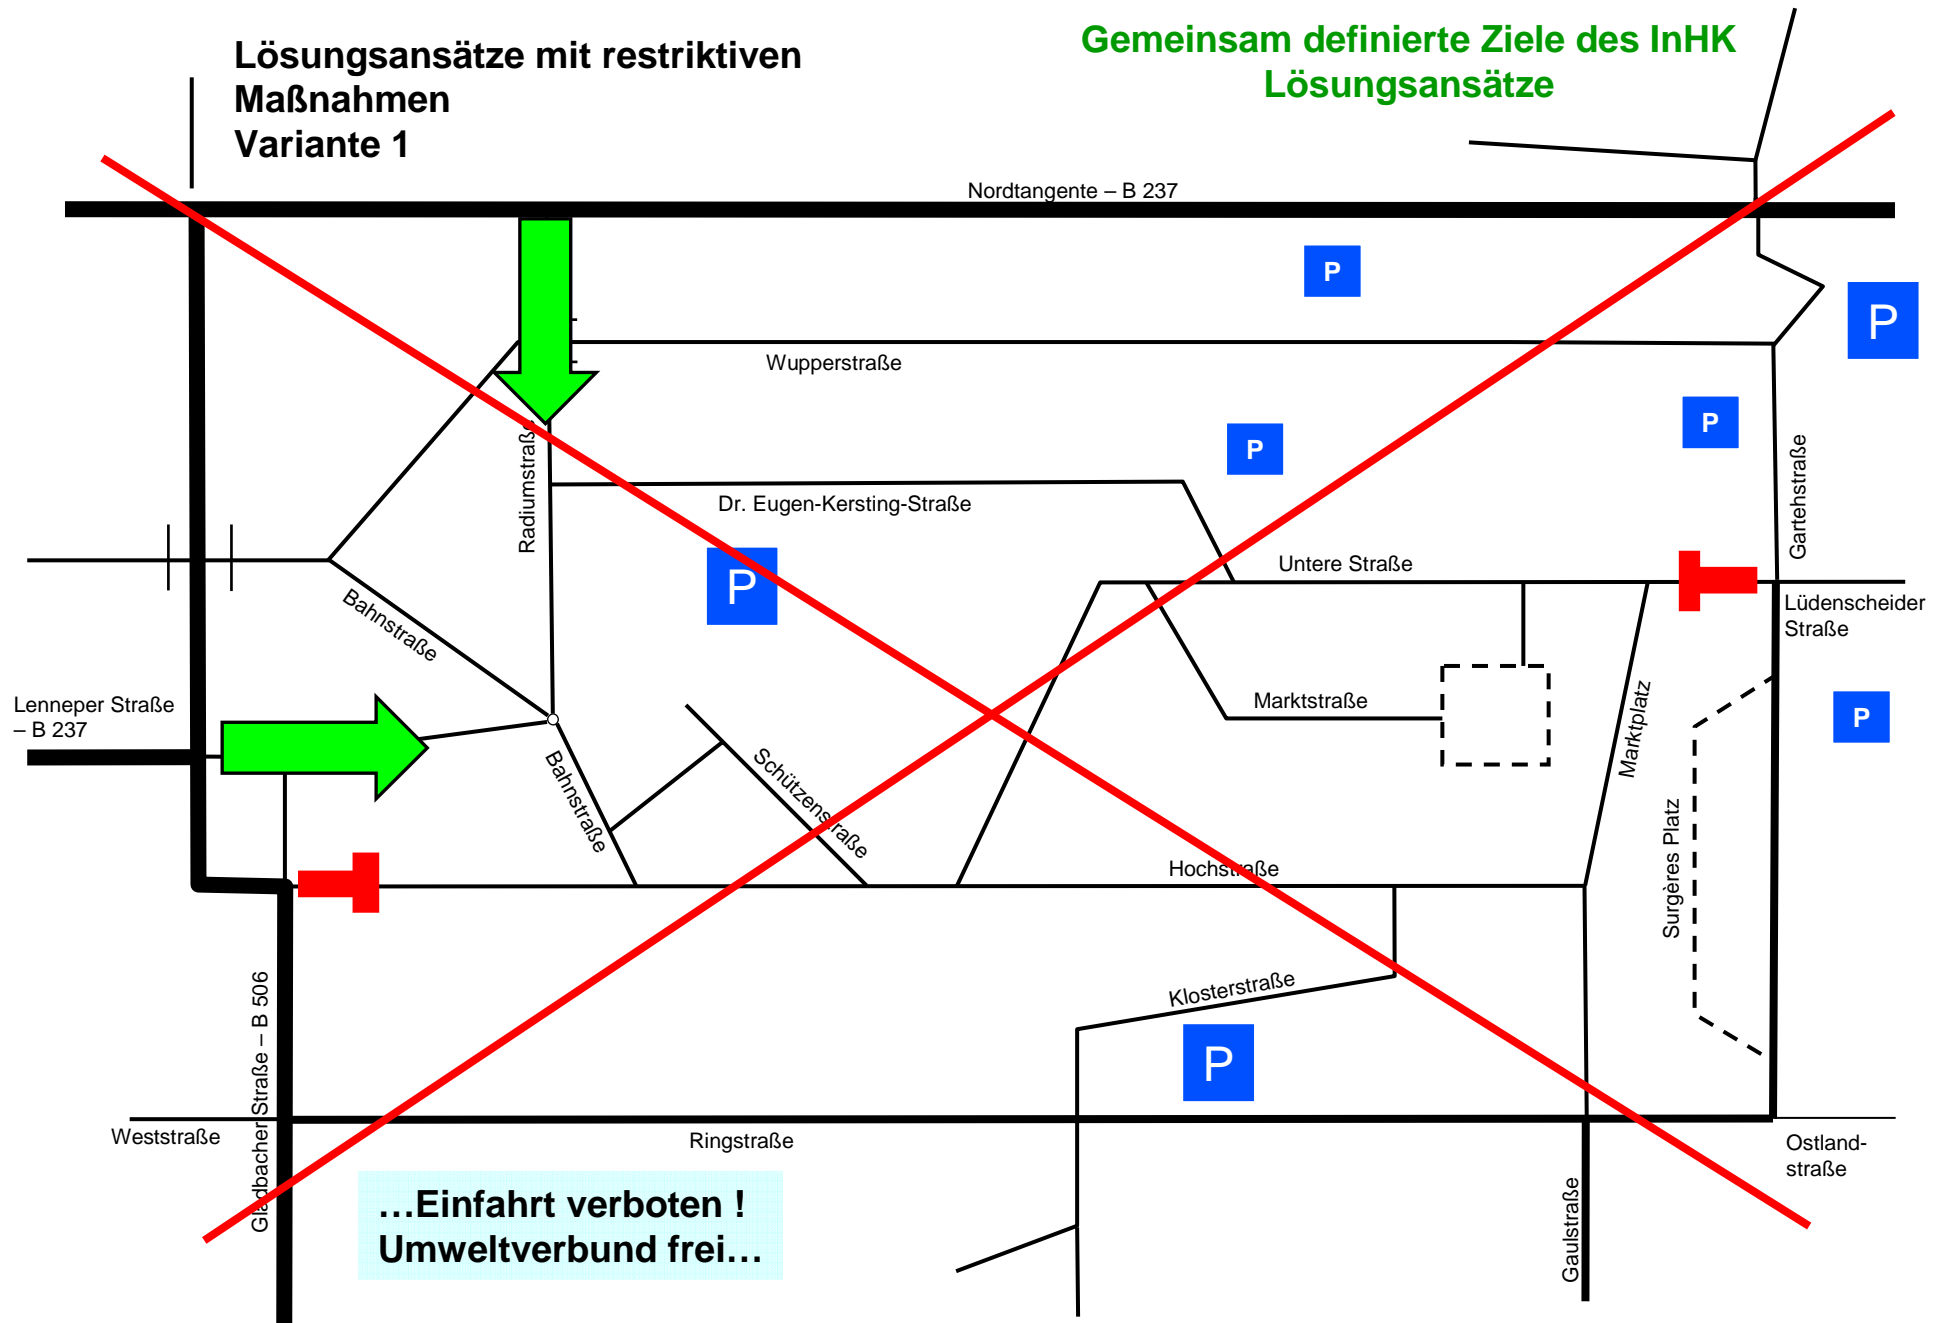 Lösungsansätze mit restriktiven
Maßnahmen
Variante 1
Gemeinsam definierte Ziele des InHK
Lösungsansätze
Nordtangente – B 237
P
P
Wupperstraße
P
P
Radiumstraße
Gartehstraße
Dr. Eugen-Kersting-Straße
P
Untere Straße
Bahnstraße
Lüdenscheider
Straße
Lenneper Straße
– B 237
Marktstraße
Marktplatz
P
Bahnstraße
Schützenstraße
Surgères Platz
Hochstraße
Klosterstraße
Gladbacher Straße – B 506
P
Weststraße
Ringstraße
Ostland-
straße
Gaulstraße
…Einfahrt verboten !
Umweltverbund frei…